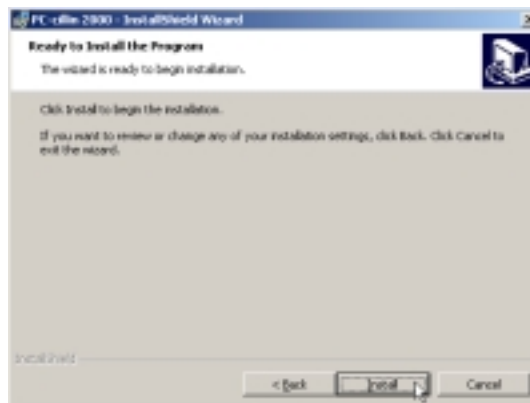 PC-cillin 2000 - InstallShield Wizard
Ready to Install the Program
The wizard is ready to begin installation.
Click Install to begin the installation.
If you want to review or change any of your installation settings, click Back. Click Cancel to
exit the wizard.
InstallShield
< Back
Install
Cancel